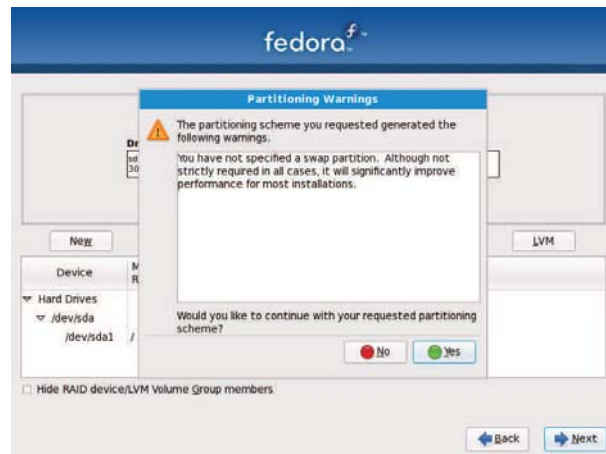 fedora
Partitioning Warnings
The partitioning scheme you requested generated the
following warnings.
You have not specified a swap partition. Although not
strictly required in all cases, it will significantly improve
performance for most installations.
Dr
sd
30
New
LVM
Device
M
R
Hard Drives
/dev/sda
/dev/sda1 /
Would you like to continue with your requested partitioning
scheme?
No
Yes
Hide RAID device/LVM Volume Group members
Back
Next